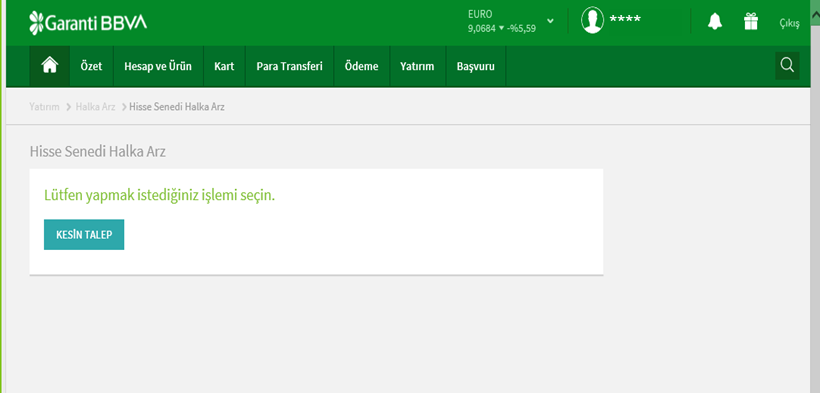 Garanti BBVA
EURO
9,0684 ▾ -%5,59
****
Çıkış
Özet Hesap ve Ürün Kart Para Transferi Ödeme Yatırım Başvuru
Yatırım > Halka Arz > Hisse Senedi Halka Arz
Hisse Senedi Halka Arz
Lütfen yapmak istediğiniz işlemi seçin.
KESİN TALEP